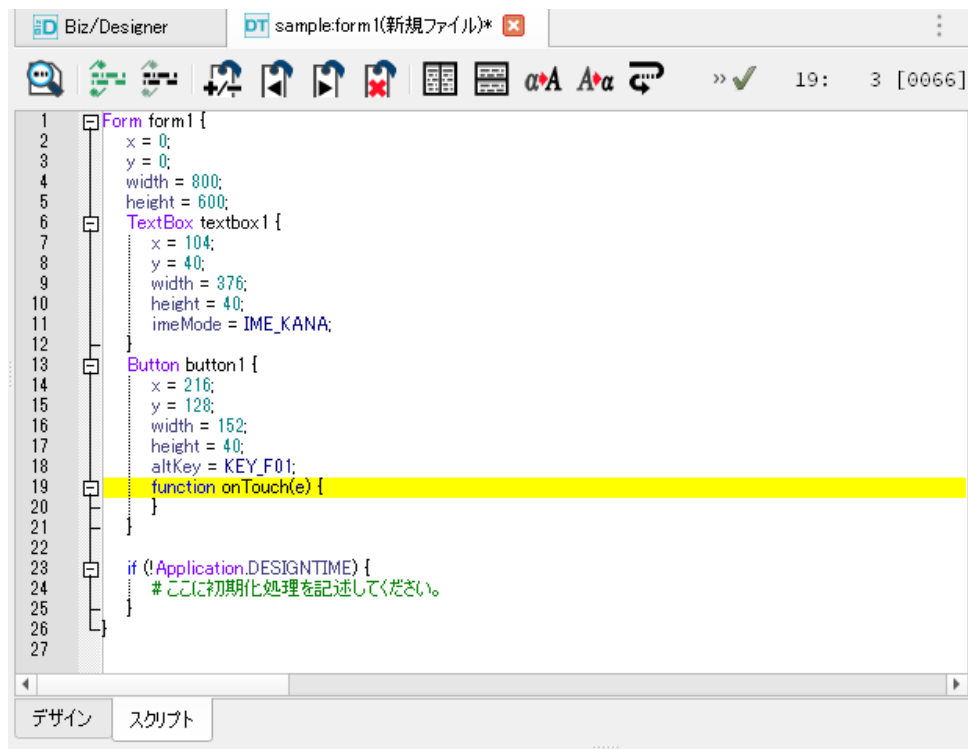 Biz/Designer
DT sample:form1(新規ファイル)*
α A A α 19: 3 [0066]
1 Form form1 {
2 x = 0;
3 y = 0;
4 width = 800;
5 height = 600;
6 TextBox textbox1 {
7 x = 104;
8 y = 40;
9 width = 376;
10 height = 40;
11 imeMode = IME_KANA;
12 }
13 Button button1 {
14 x = 216;
15 y = 128;
16 width = 152;
17 height = 40;
18 altKey = KEY_F01;
19 function onTouch(e) {
20 }
21 }
22
23 if (!Application.DESIGNTIME) {
24 # ここに初期化処理を記述してください。
25 }
26 }
27
デザイン スクリプト